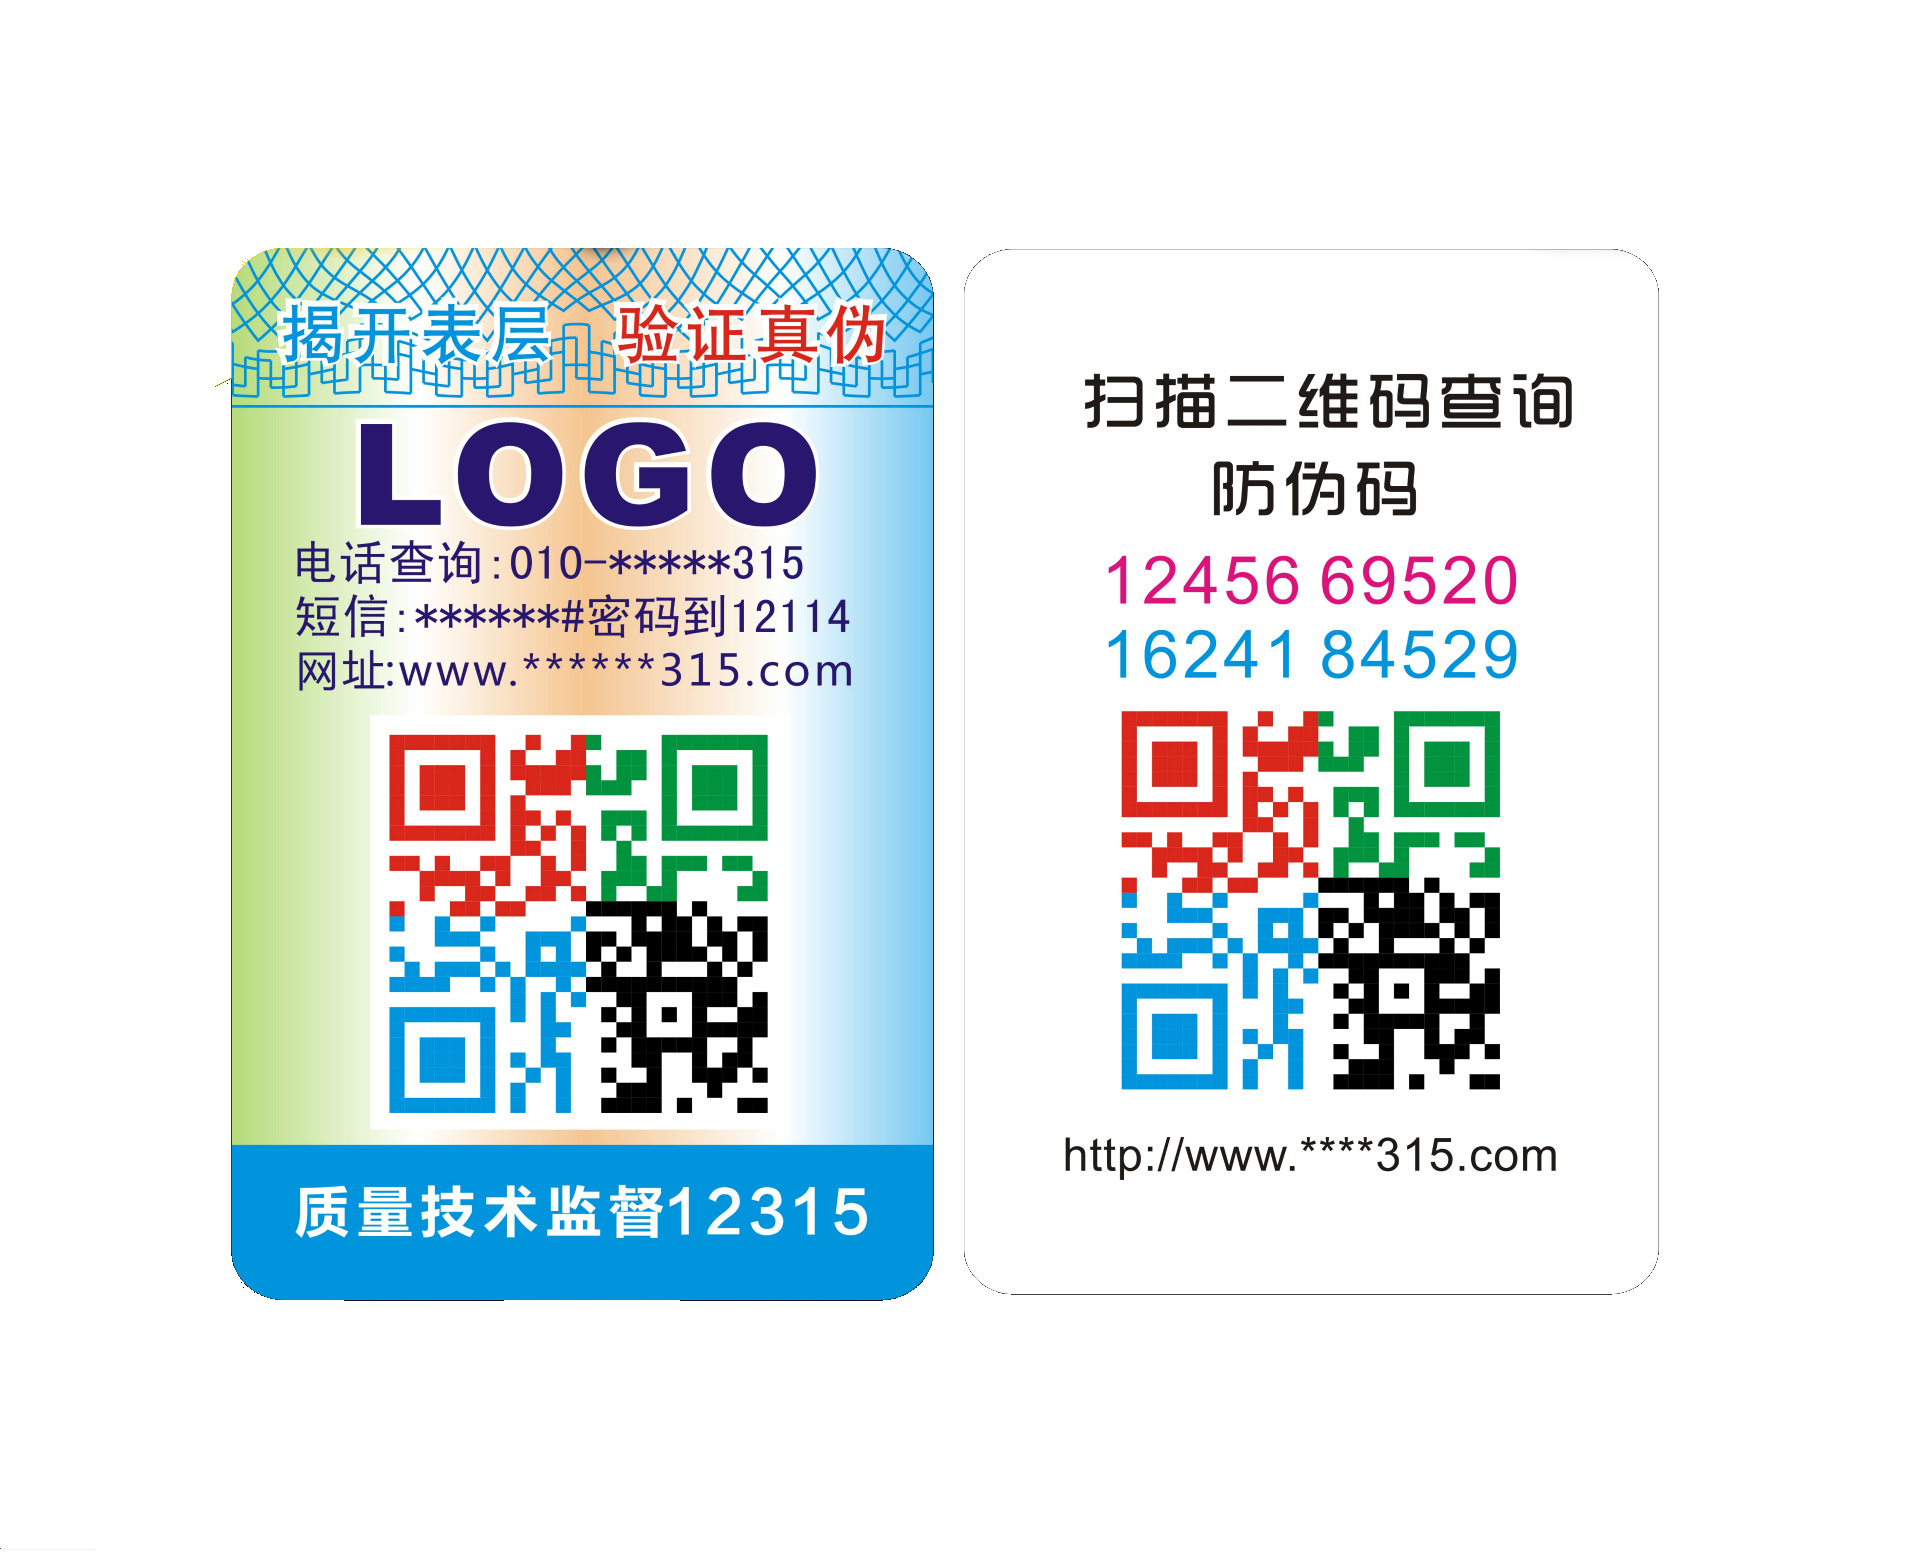 揭开表层 验证真伪
LOGO
电话查询:010-*****315
短信:******#密码到12114
网址:www.******315.com
质量技术监督12315
扫描二维码查询
防伪码
12456 69520
16241 84529
http://www.****315.com